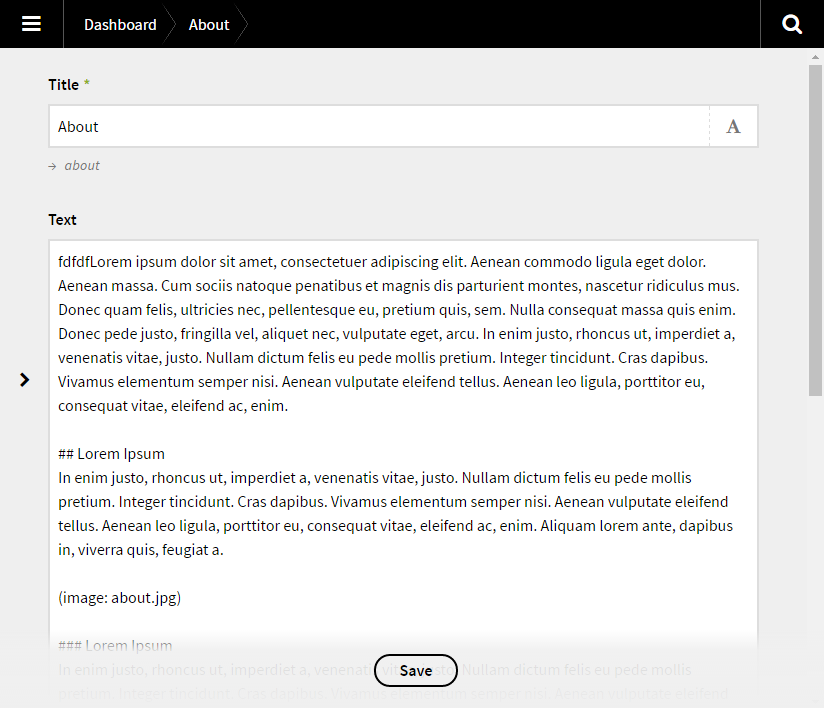 Dashboard About
Title *
About A
→ about
Text
fdfdfLorem ipsum dolor sit amet, consectetuer adipiscing elit. Aenean commodo ligula eget dolor.
Aenean massa. Cum sociis natoque penatibus et magnis dis parturient montes, nascetur ridiculus mus.
Donec quam felis, ultricies nec, pellentesque eu, pretium quis, sem. Nulla consequat massa quis enim.
Donec pede justo, fringilla vel, aliquet nec, vulputate eget, arcu. In enim justo, rhoncus ut, imperdiet a,
venenatis vitae, justo. Nullam dictum felis eu pede mollis pretium. Integer tincidunt. Cras dapibus.
Vivamus elementum semper nisi. Aenean vulputate eleifend tellus. Aenean leo ligula, porttitor eu,
consequat vitae, eleifend ac, enim.
## Lorem Ipsum
In enim justo, rhoncus ut, imperdiet a, venenatis vitae, justo. Nullam dictum felis eu pede mollis
pretium. Integer tincidunt. Cras dapibus. Vivamus elementum semper nisi. Aenean vulputate eleifend
tellus. Aenean leo ligula, porttitor eu, consequat vitae, eleifend ac, enim. Aliquam lorem ante, dapibus
in, viverra quis, feugiat a.
(image: about.jpg)
### Lorem Ipsum
In enim justo, rhoncus ut, imperdiet a, Nullam dictum felis eu pede mollis
Save
pretium. Integer tincidunt. Cras dapibus. Vivamus elementum semper nisi. Aenean vulputate eleifend